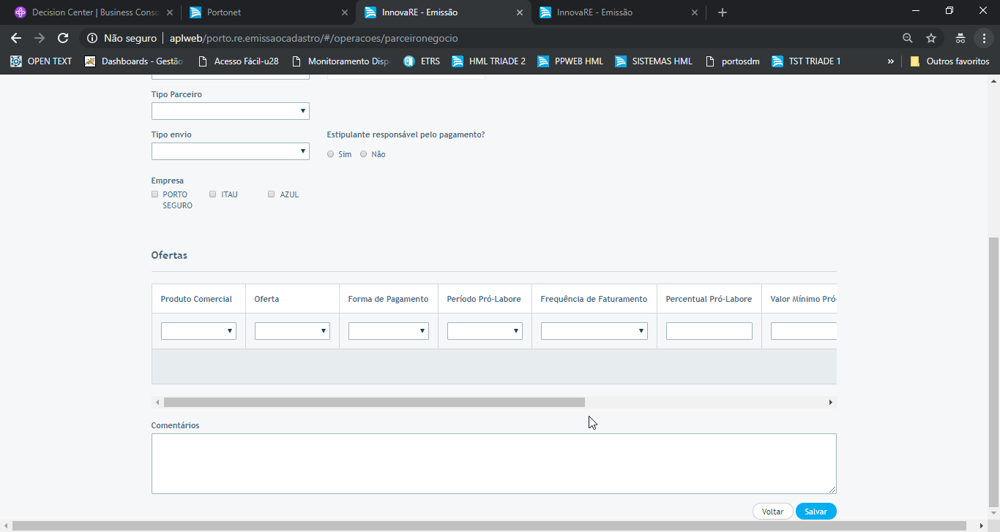 Decision Center | Business Conso
Portonet
InnovaRE - Emissão
InnovaRE - Emissão
Não seguro | aplweb/porto.re.emissaocadastro/#/operacoes/parceironegocio
OPEN TEXT
Dashboards - Gestão
Acesso Fácil-u28
Monitoramento Disp
ETRS
HML TRIADE 2
PPWEB HML
SISTEMAS HML
portosdm
TST TRIADE 1
»
Outros favoritos
Tipo Parceiro
Tipo envio
Estipulante responsável pelo pagamento?
Sim
Não
Empresa
PORTO SEGURO
ITAU
AZUL
Ofertas
Produto Comercial
Oferta
Forma de Pagamento
Período Pró-Labore
Frequência de Faturamento
Percentual Pró-Labore
Valor Mínimo Pró-
Comentários
Voltar
Salvar